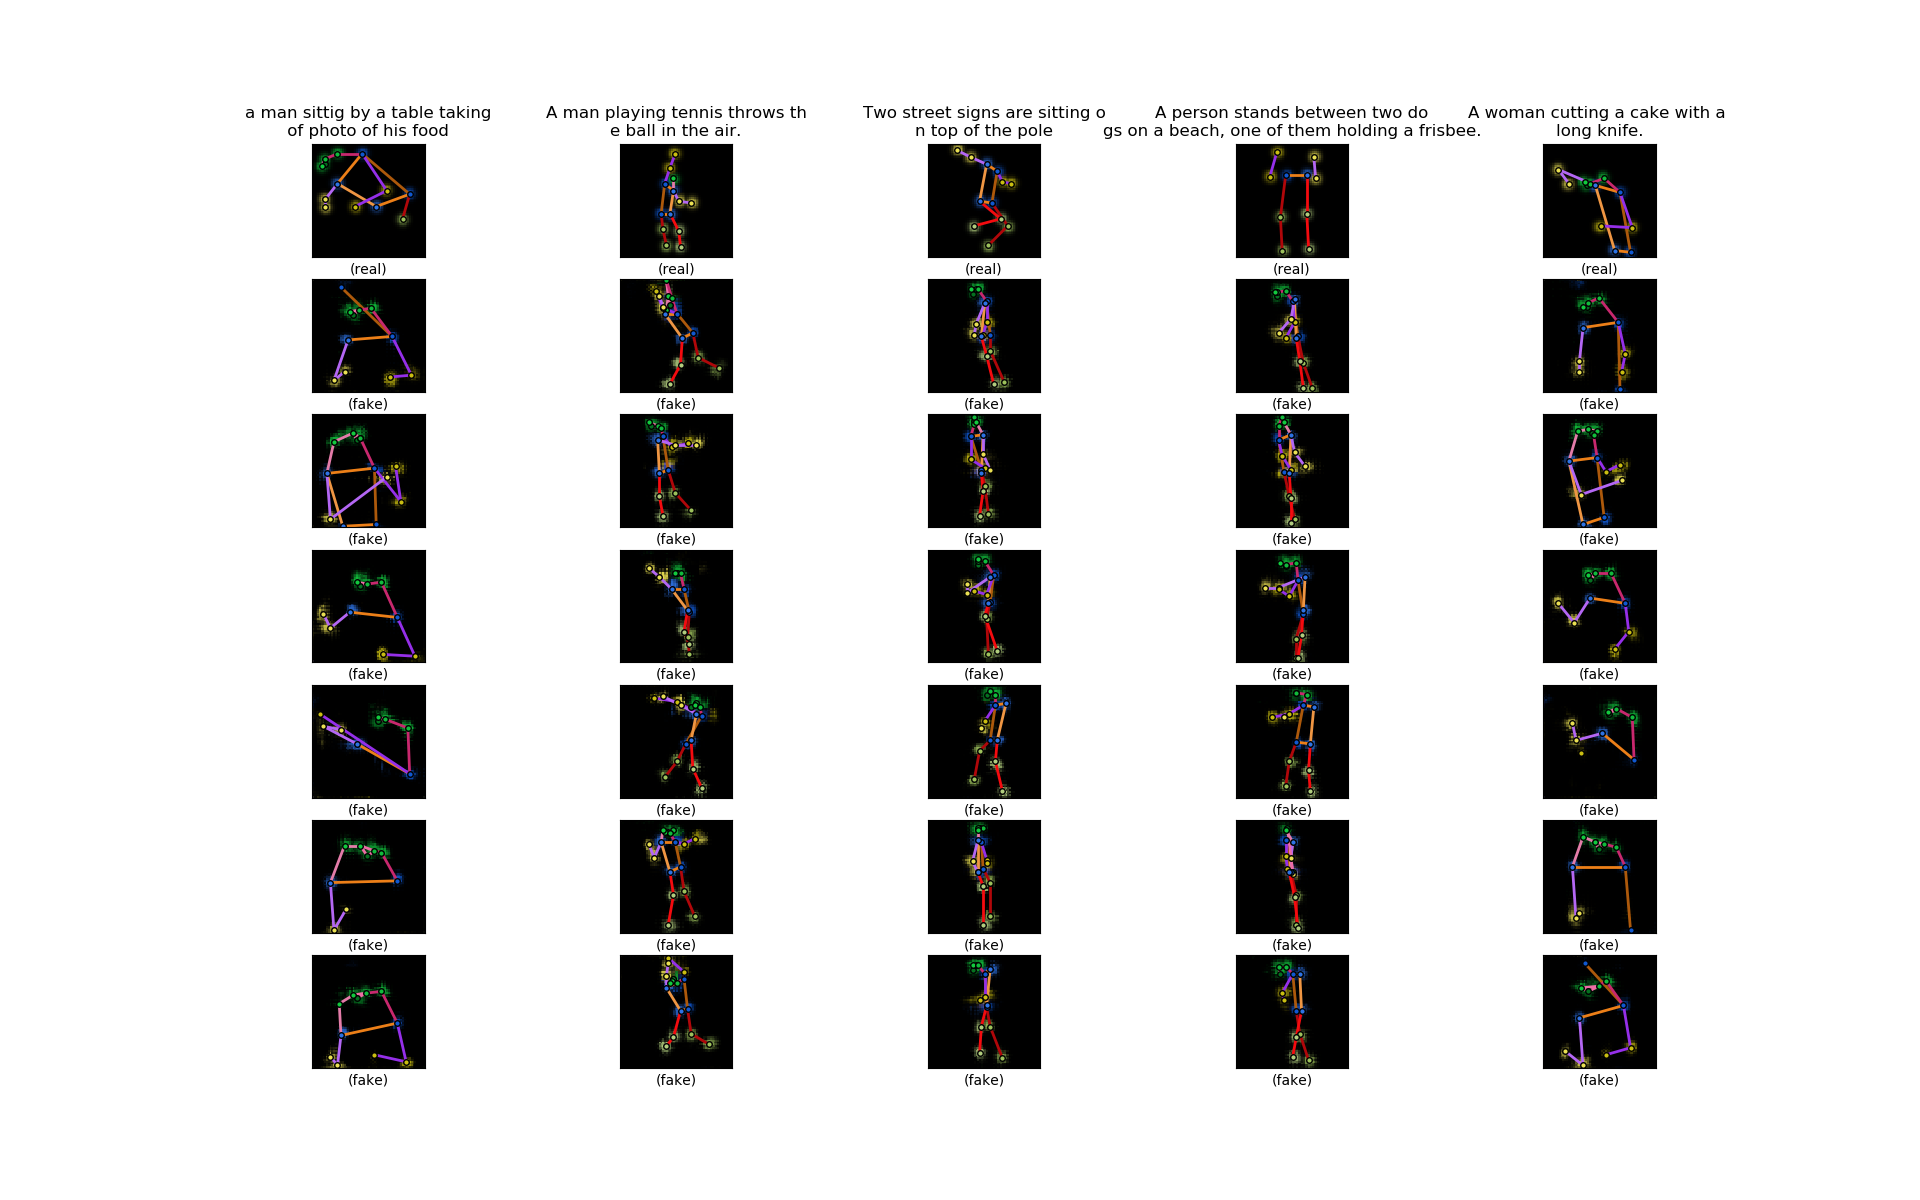 a man sittig by a table taking
of photo of his food
A man playing tennis throws th
e ball in the air.
Two street signs are sitting o
n top of the pole
A person stands between two do
gs on a beach, one of them holding a frisbee.
A woman cutting a cake with a
long knife.
(real) (real) (real) (real) (real)
(fake) (fake) (fake) (fake) (fake)
(fake) (fake) (fake) (fake) (fake)
(fake) (fake) (fake) (fake) (fake)
(fake) (fake) (fake) (fake) (fake)
(fake) (fake) (fake) (fake) (fake)
(fake) (fake) (fake) (fake) (fake)